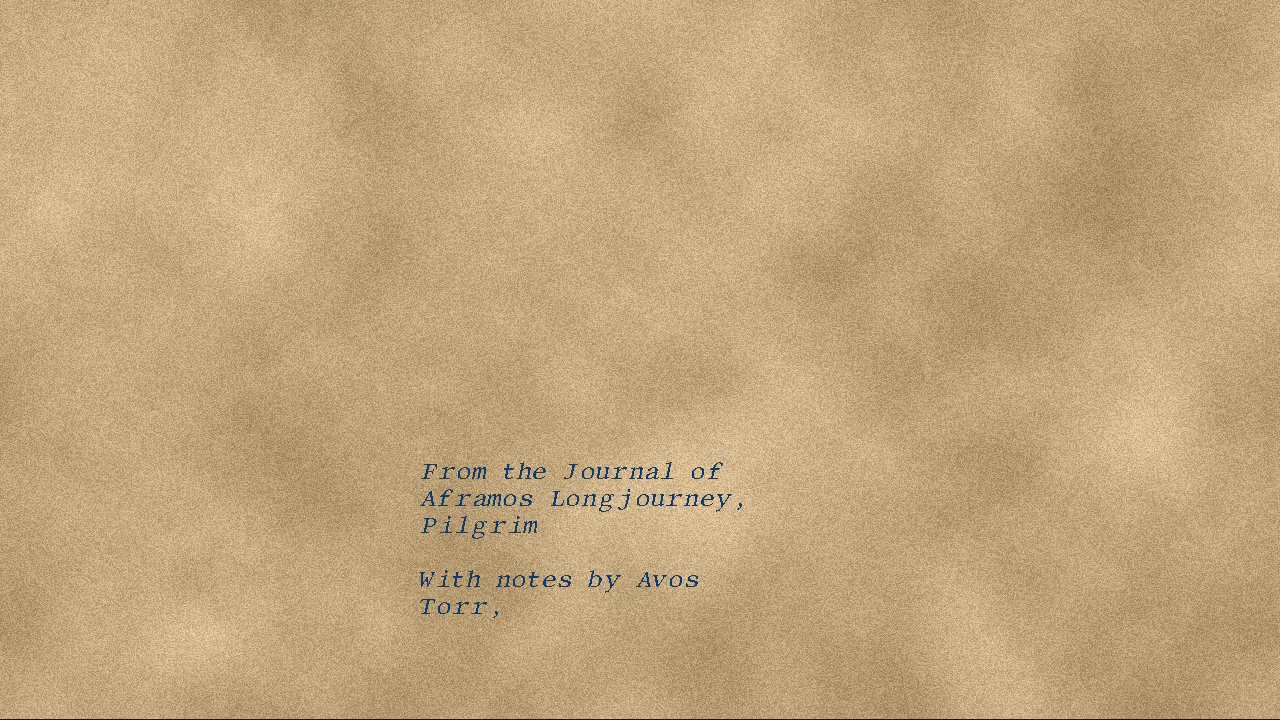 From the Journal of
Aframos Longjourney,
Pilgrim
With notes by Avos
Torr,